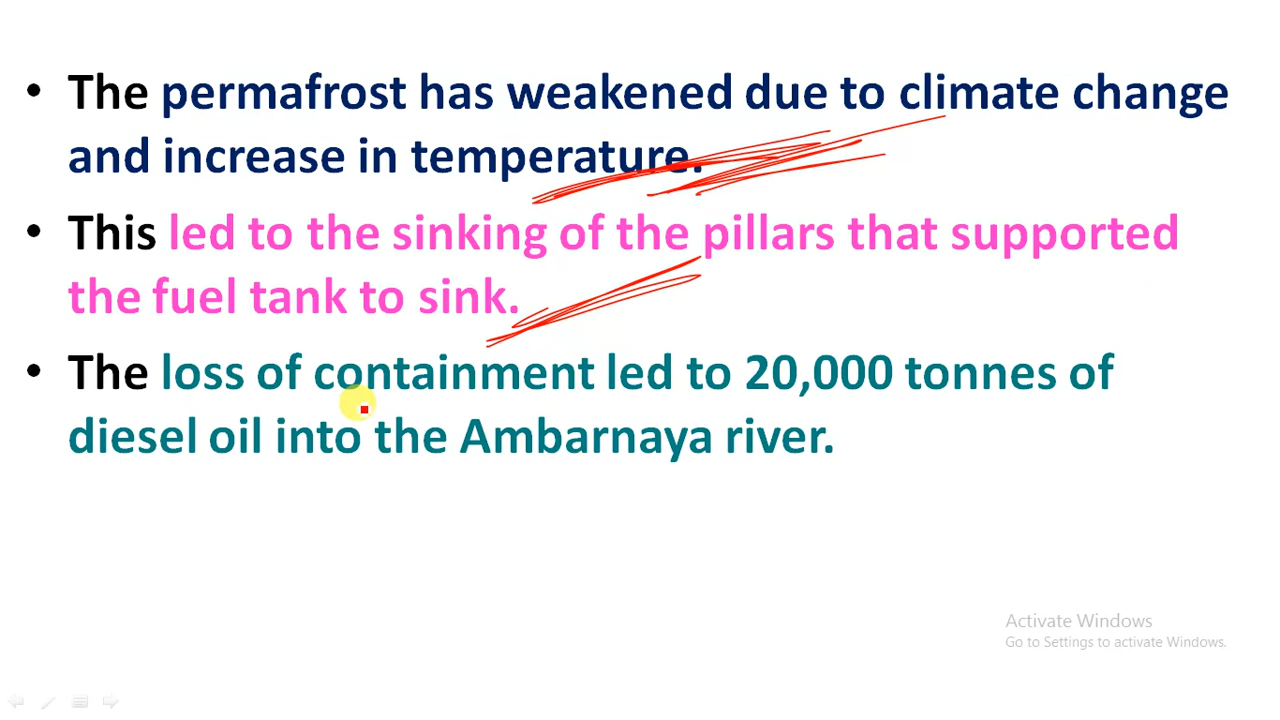 • The permafrost has weakened due to climate change
and increase in temperature.
• This led to the sinking of the pillars that supported
the fuel tank to sink.
• The loss of containment led to 20,000 tonnes of
diesel oil into the Ambarnaya river.
Activate Windows
Go to Settings to activate Windows.